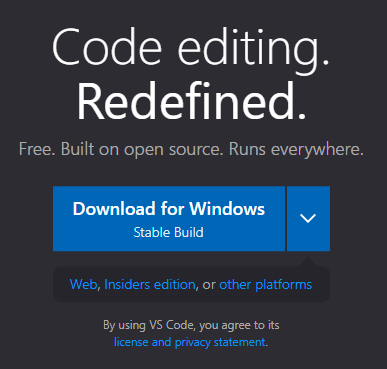 Code editing.
Redefined.
Free. Built on open source. Runs everywhere.
Download for Windows
Stable Build
Web, Insiders edition, or other platforms
By using VS Code, you agree to its
license and privacy statement.